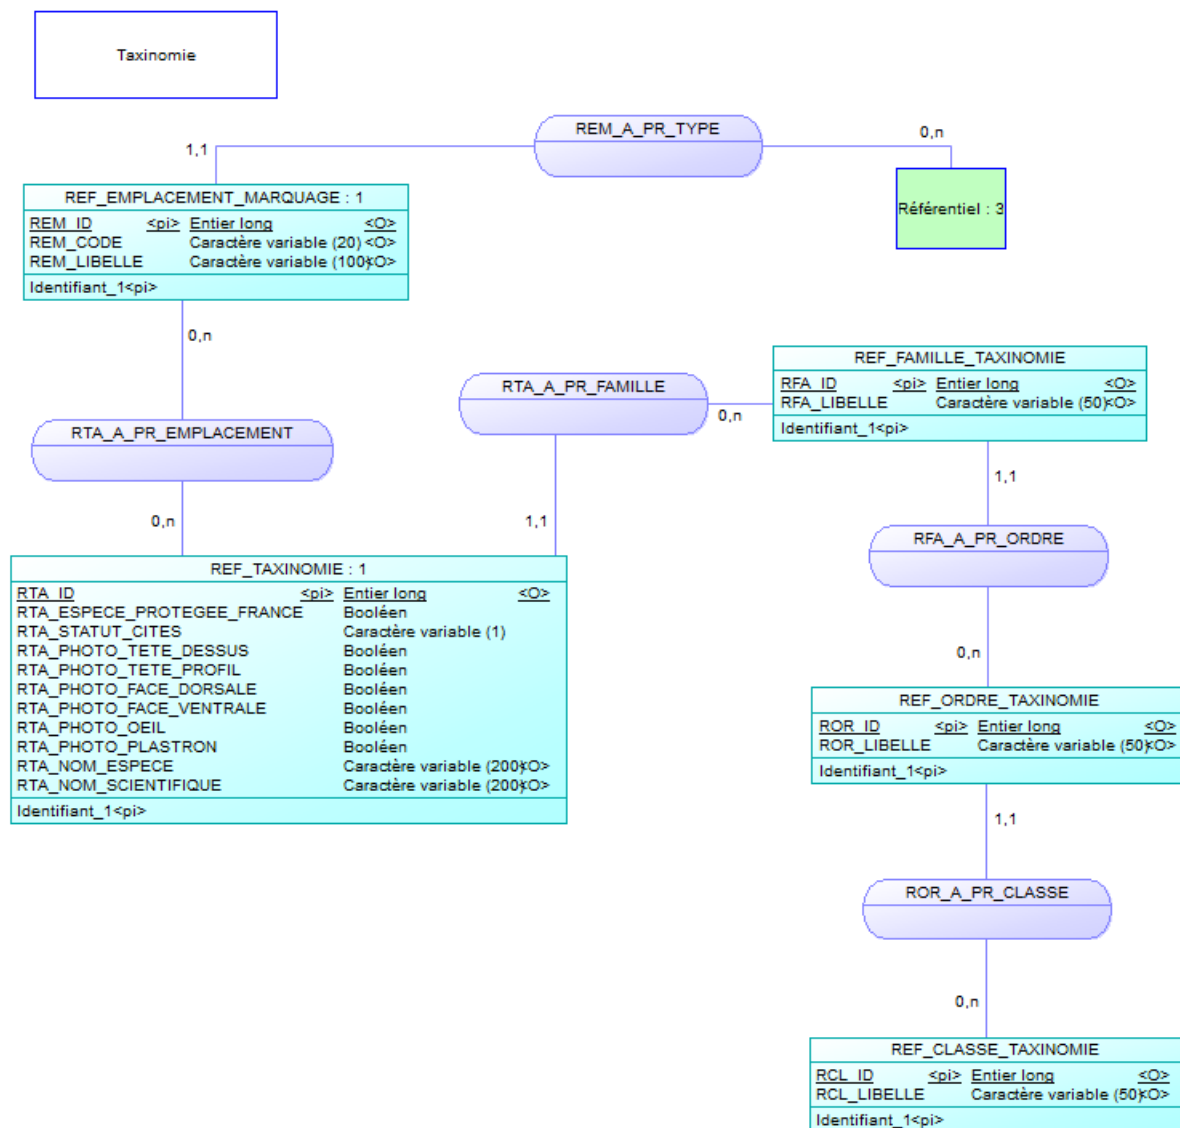 Taxinomie
REM_A_PR_TYPE
0,n
1,1
REF_EMPLACEMENT_MARQUAGE : 1
REM_ID <pi> Entier long <O>
REM_CODE Caractère variable (20) <O>
REM_LIBELLE Caractère variable (100) <O>
Identifiant_1 <pi>
Référentiel : 3
0,n
RTA_A_PR_FAMILLE
REF_FAMILLE_TAXINOMIE
RFA_ID <pi> Entier long <O>
RFA_LIBELLE Caractère variable (50) <O>
Identifiant_1 <pi>
0,n
RTA_A_PR_EMPLACEMENT
1,1
0,n
1,1
RFA_A_PR_ORDRE
REF_TAXINOMIE : 1
RTA_ID <pi> Entier long <O>
RTA_ESPECE_PROTEGEE_FRANCE Booléen
RTA_STATUT_CITES Caractère variable (1)
RTA_PHOTO_TETE_DESSUS Booléen
RTA_PHOTO_TETE_PROFIL Booléen
RTA_PHOTO_FACE_DORSALE Booléen
RTA_PHOTO_FACE_VENTRALE Booléen
RTA_PHOTO_OEIL Booléen
RTA_PHOTO_PLASTRON Booléen
RTA_NOM_ESPECE Caractère variable (200) <O>
RTA_NOM_SCIENTIFIQUE Caractère variable (200) <O>
Identifiant_1 <pi>
0,n
REF_ORDRE_TAXINOMIE
ROR_ID <pi> Entier long <O>
ROR_LIBELLE Caractère variable (50) <O>
Identifiant_1 <pi>
1,1
ROR_A_PR_CLASSE
0,n
REF_CLASSE_TAXINOMIE
RCL_ID <pi> Entier long <O>
RCL_LIBELLE Caractère variable (50) <O>
Identifiant_1 <pi>